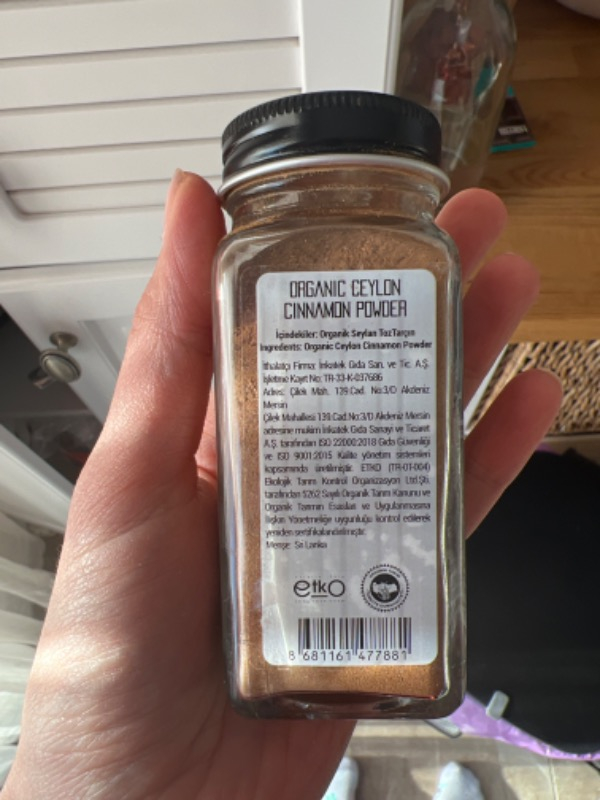 ORGANIC CEYLON
CINNAMON POWDER
İçindekiler: Organik Seylan TozTarçın
Ingredents: Organic Ceylon Cinnamon Powder
İthalatçı Firma: İnkatek Gıda San. ve Tic. A.Ş.
İşletme Kayıt No: TR-33-K-037686
Adres: Çilek Mah. 139.Cad. No:3/D Akdeniz
Mersin
Çilek Mahallesi 139.Cad.No:3/D Akdeniz Mersin
adresine mukim İnkatek Gıda Sanayi ve Ticaret
A.Ş. tarafından ISO 22000:2018 Gıda Güvenliği
ve ISO 9001:2015 Kalite yönetim sistemleri
kapsamında üretilmiştir. ETKO (TR-OT-004)
Ekolojik Tarım Kontrol Organizasyon Ltd.Şti.
tarafından 5262 Sayılı Organik Tarım Kanunu ve
Organik Tarımın Esasları ve Uygulanmasına
İlişkin Yönetmeliğe uygunluğu kontrol edilerek
yeniden sertifikalandırılmıştır.
Menşe: Sri Lanka
etko
8 681161 477881